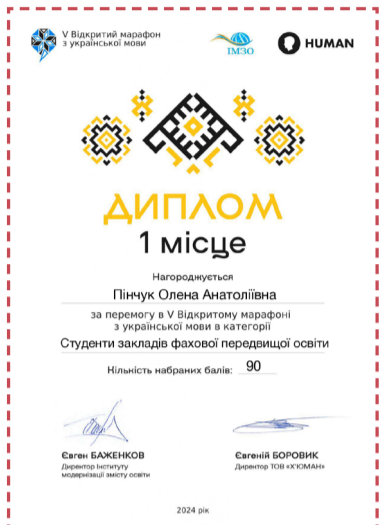 V Відкритий марафон
з української мови
ІМЗО
HUMAN
ДИПЛОМ
1 місце
Нагороджується
Пінчук Олена Анатоліївна
за перемогу в V Відкритому марафоні
з української мови в категорії
Студенти закладів фахової передвищої освіти
Кількість набраних балів: 90
Євген БАЖЕНКОВ
Директор Інституту
модернізації змісту освіти
Євгеній БОРОВИК
Директор ТОВ «Х'ЮМАН»
2024 рік